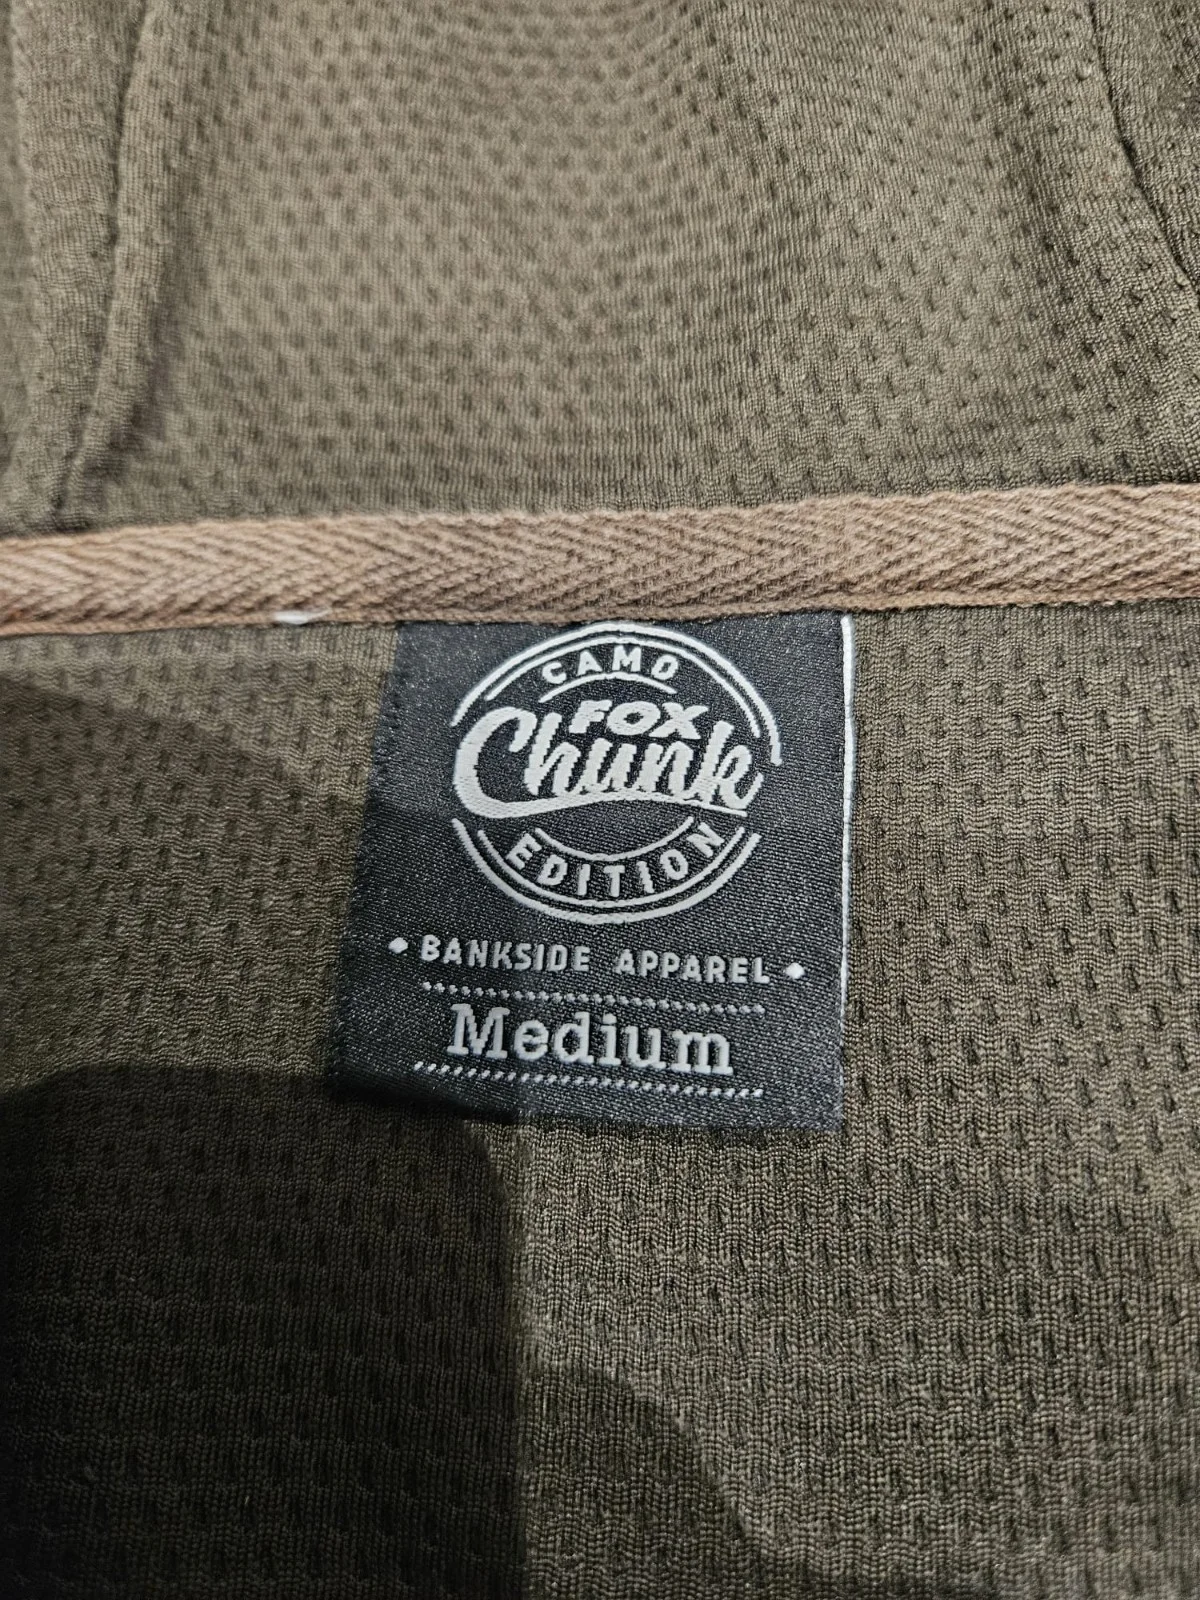 CAMO
FOX
Chunk
EDITION
BANKSIDE APPAREL
Medium